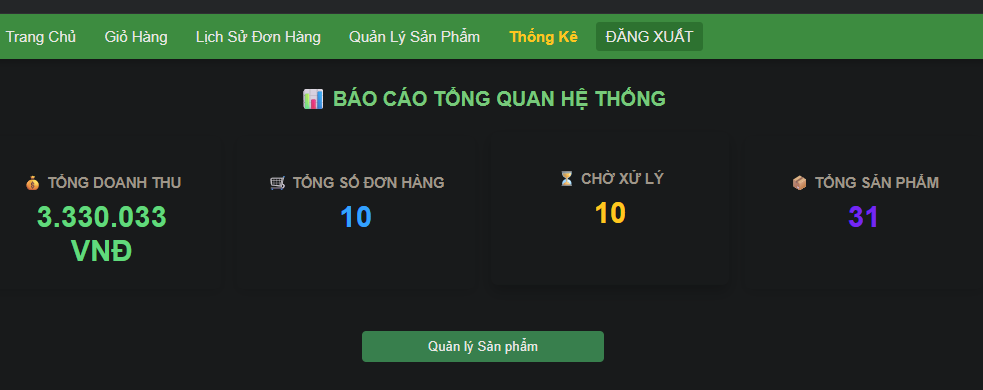 Trang Chủ Giỏ Hàng Lịch Sử Đơn Hàng Quản Lý Sản Phẩm Thống Kê ĐĂNG XUẤT
BÁO CÁO TỔNG QUAN HỆ THỐNG
TỔNG DOANH THU
3.330.033
VNĐ
TỔNG SỐ ĐƠN HÀNG
10
CHỜ XỬ LÝ
10
TỔNG SẢN PHẨM
31
Quản lý Sản phẩm